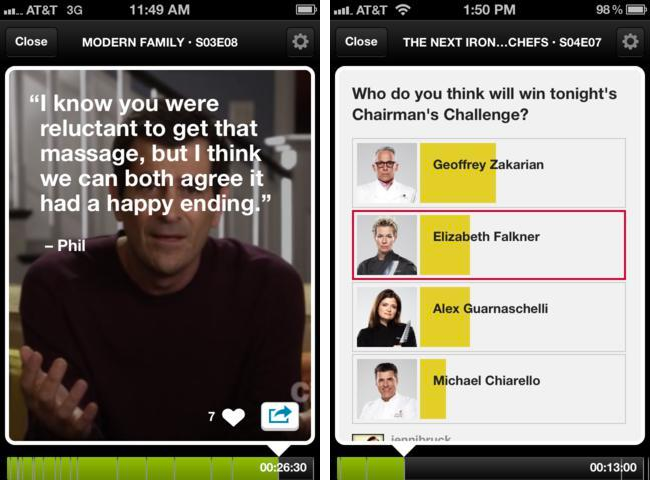 AT&T 3G 11:49 AM
Close MODERN FAMILY · S03E08
“I know you were
reluctant to get that
massage, but I think
we can both agree it
had a happy ending.”
– Phil
7
00:26:30
AT&T 1:50 PM 98 %
Close THE NEXT IRON...CHEFS · S04E07
Who do you think will win tonight's
Chairman's Challenge?
Geoffrey Zakarian
Elizabeth Falkner
Alex Guarnaschelli
Michael Chiarello
jennibruck
00:13:00